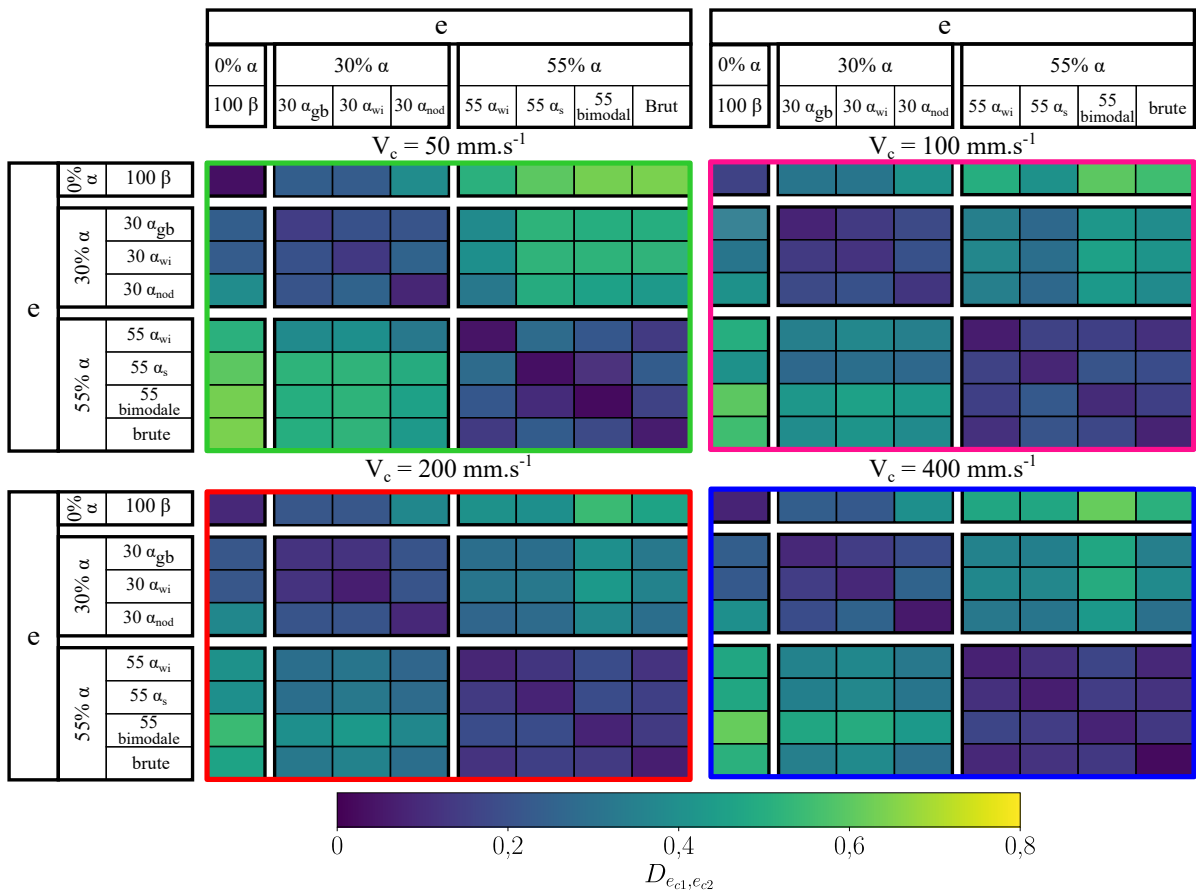 e e
0% α 30% α 55% α 0% α 30% α 55% α
100 β 30 αgb 30 αwi 30 αnod 55 αwi 55 αs 55 bimodal Brut 100 β 30 αgb 30 αwi 30 αnod 55 αwi 55 αs 55 bimodal brute
Vc = 50 mm.s-1 Vc = 100 mm.s-1
e
0% α
100 β
30% α
30 αgb
30 αwi
30 αnod
55% α
55 αwi
55 αs
55
bimodale
brute
Vc = 200 mm.s-1 Vc = 400 mm.s-1
e
0% α
100 β
30% α
30 αgb
30 αwi
30 αnod
55% α
55 αwi
55 αs
55
bimodale
brute
0 0,2 0,4 0,6 0,8
Dec1,ec2